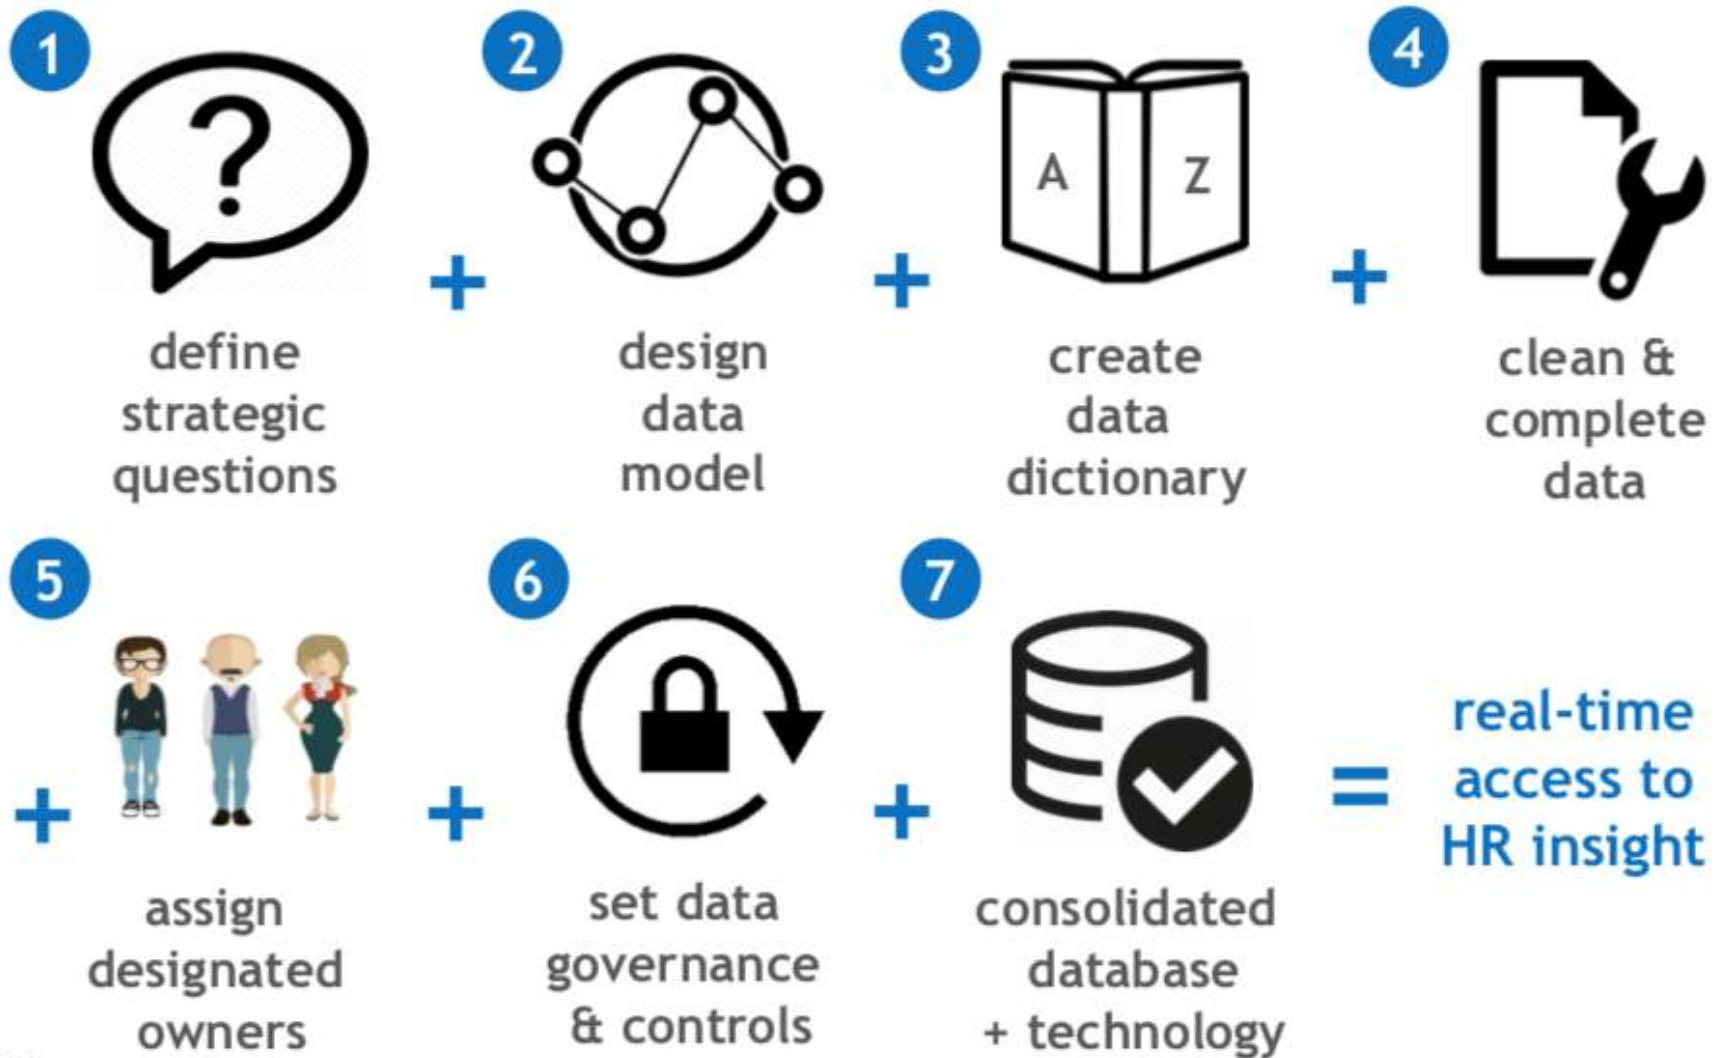 1
?
define
strategic
questions
+
2
design
data
model
+
3
A Z
create
data
dictionary
+
4
clean &
complete
data
5
+
assign
designated
owners
+
6
set data
governance
& controls
+
7
consolidated
database
+ technology
=
real-time
access to
HR insight